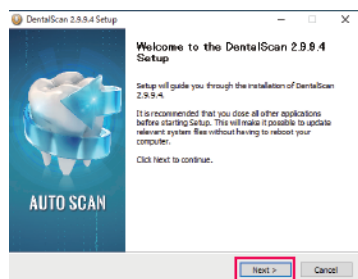 DentalScan 2.9.9.4 Setup
Welcome to the DentalScan 2.9.9.4
Setup
Setup will guide you through the installation of DentalScan
2.9.9.4.
It is recommended that you close all other applications
before starting Setup. This will make it possible to update
relevant system files without having to reboot your
computer.
Click Next to continue.
AUTO SCAN
Next >
Cancel